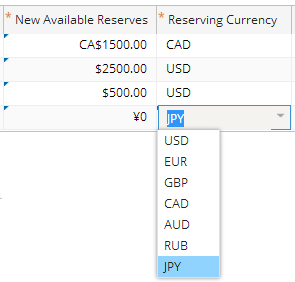 * New Available Reserves * Reserving Currency
CA$1500.00 CAD
$2500.00 USD
$500.00 USD
¥0 JPY
USD
EUR
GBP
CAD
AUD
RUB
JPY